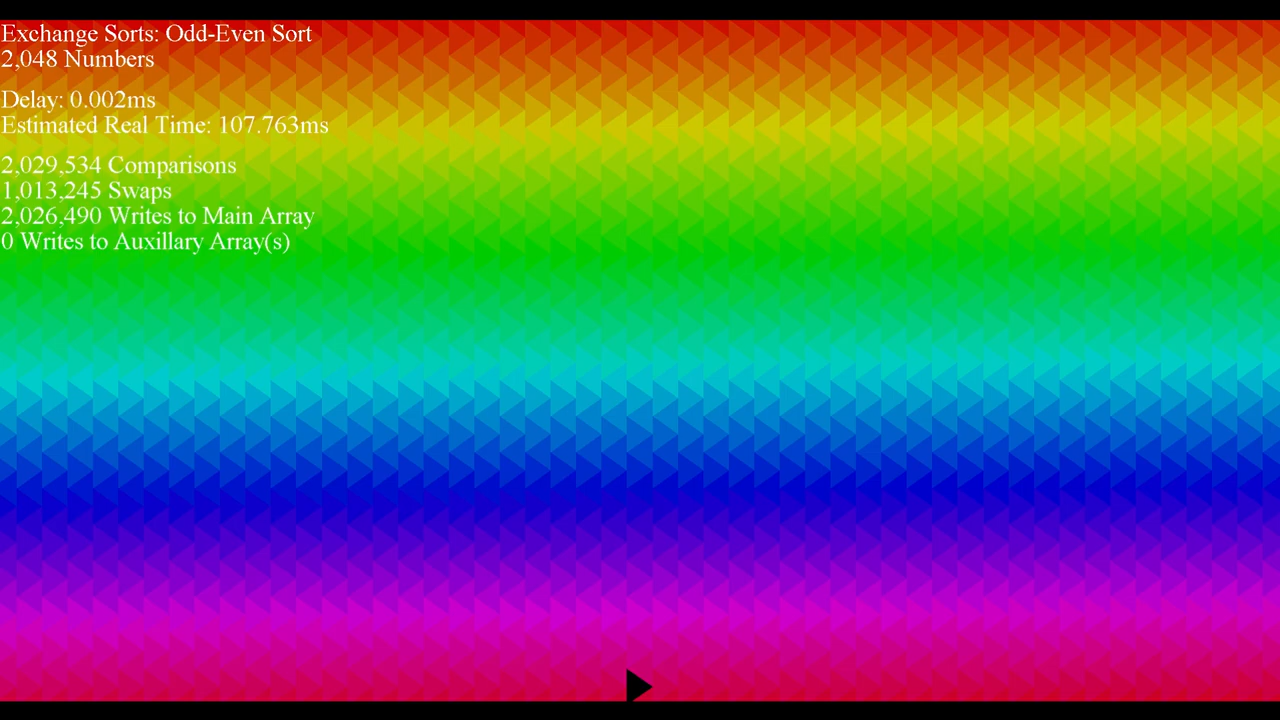 Exchange Sorts: Odd-Even Sort
2,048 Numbers
Delay: 0.002ms
Estimated Real Time: 107.763ms
2,029,534 Comparisons
1,013,245 Swaps
2,026,490 Writes to Main Array
0 Writes to Auxillary Array(s)